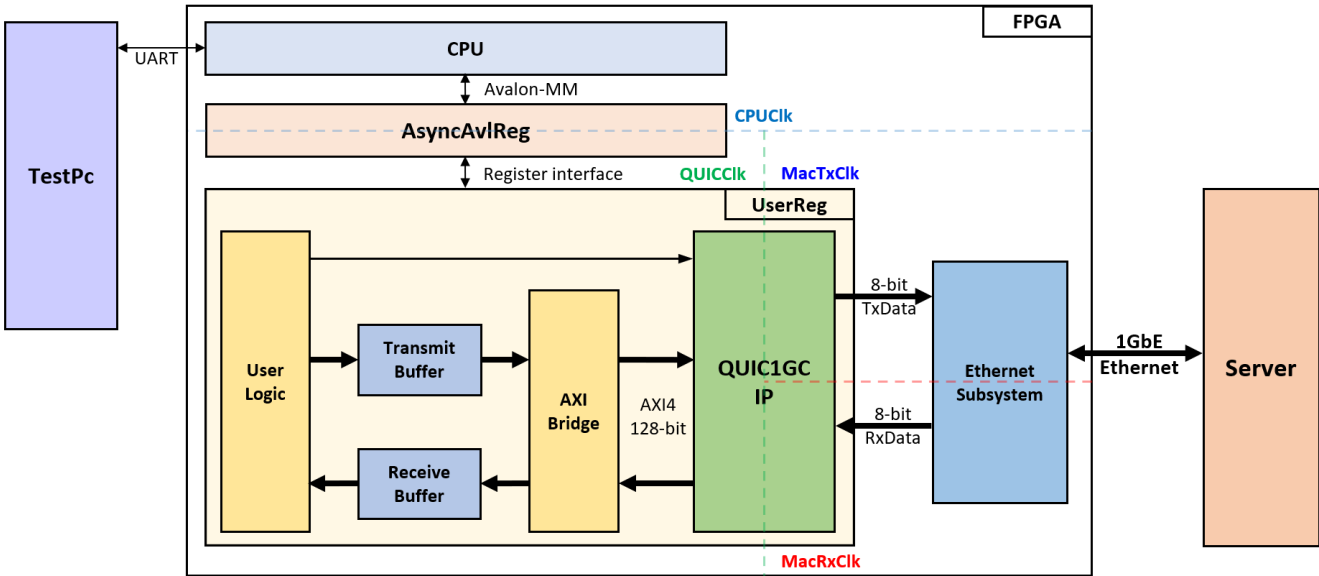 FPGA
TestPc
UART
CPU
Avalon-MM
AsyncAvlReg
CPUClk
Register interface
QUICClk
MacTxClk
UserReg
User
Logic
Transmit
Buffer
Receive
Buffer
AXI
Bridge
AXI4
128-bit
QUIC1GC
IP
8-bit
TxData
8-bit
RxData
Ethernet
Subsystem
1GbE
Ethernet
Server
MacRxClk